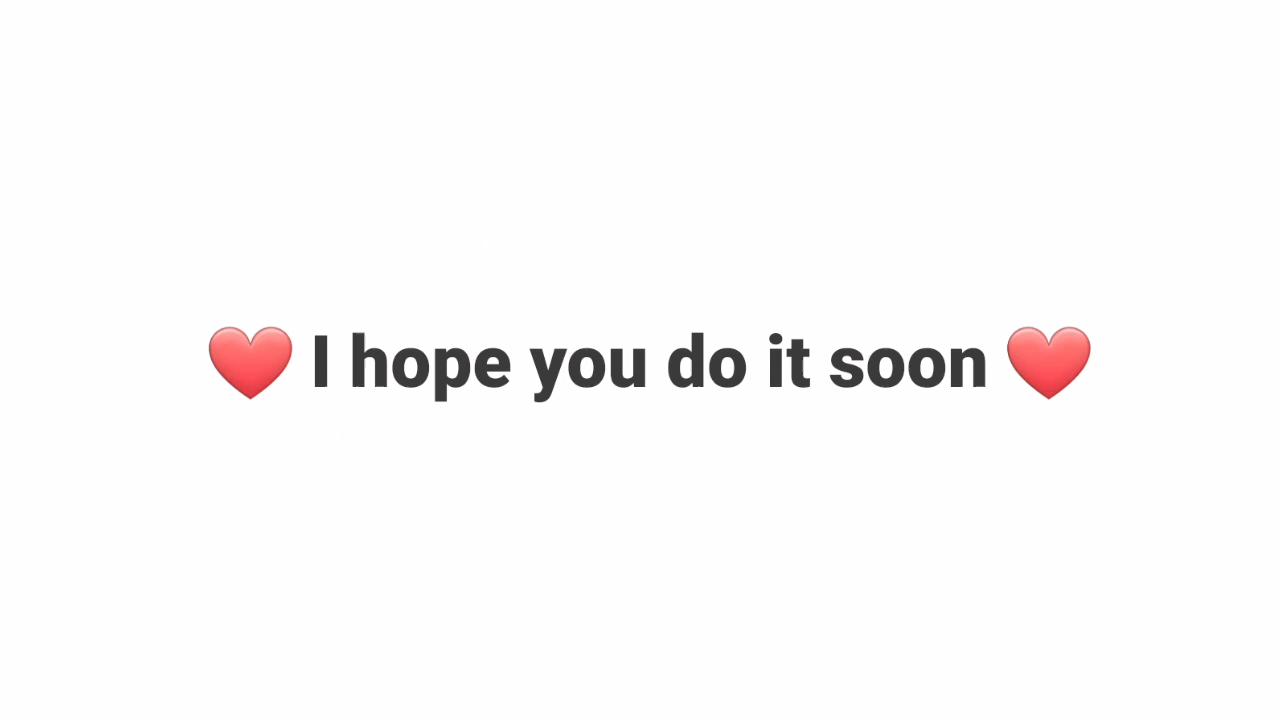 ❤️ I hope you do it soon ❤️